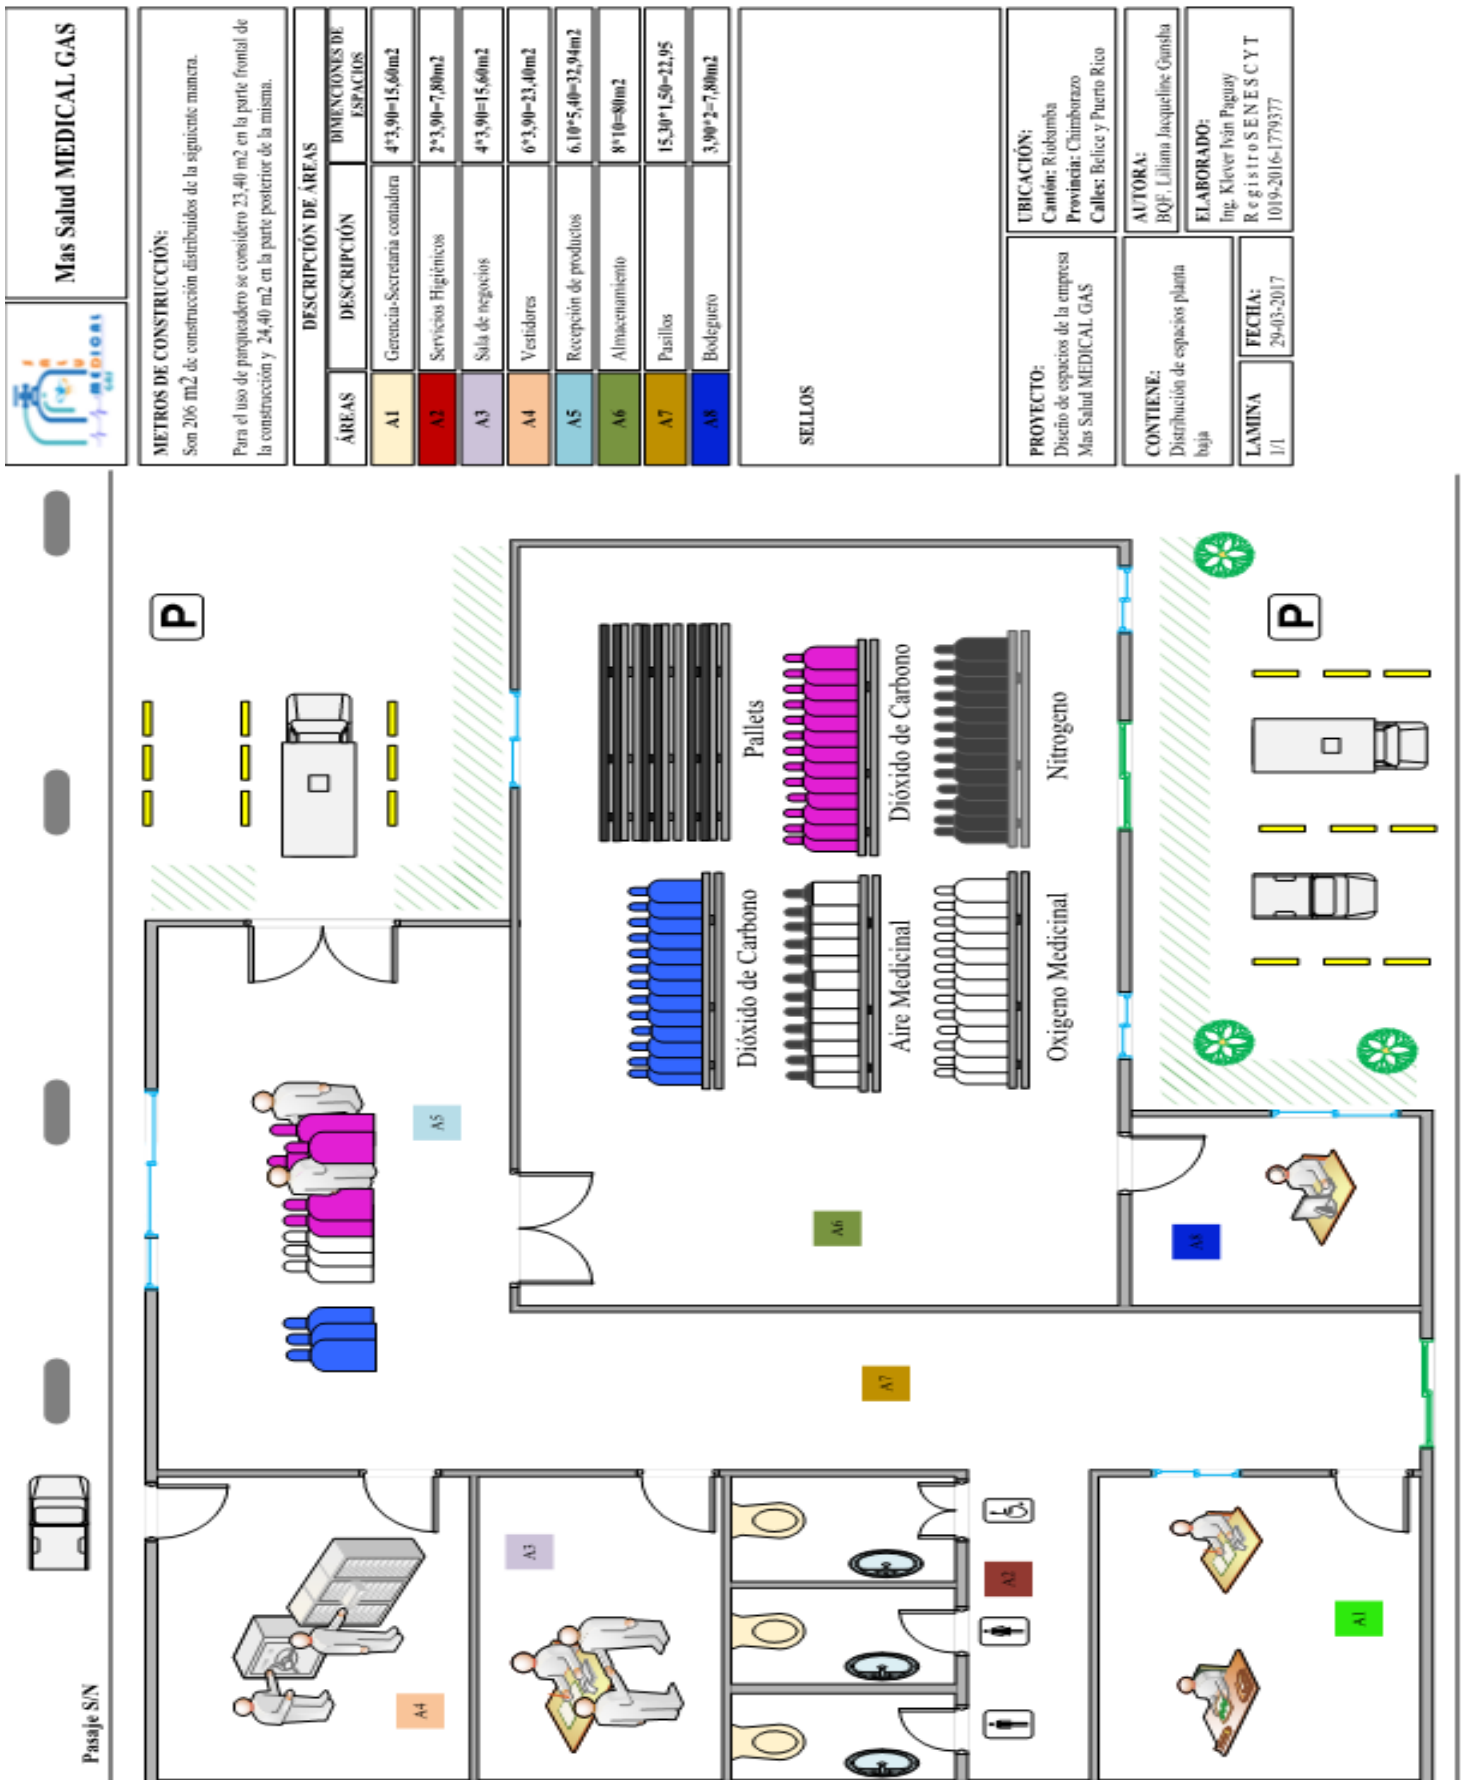 Mas Salud MEDICAL GAS
MEDICAL
GAS
METROS DE CONSTRUCCIÓN:
Son 206 m2 de construcción distribuidos de la siguiente manera.
Para el uso de parqueadero se considero 23,40 m2 en la parte frontal de
la construcción y 24,40 m2 en la parte posterior de la misma.
DESCRIPCIÓN DE ÁREAS
ÁREAS DESCRIPCIÓN DIMENCIONES DE ESPACIOS
A1 Gerencia-Secretaria contadora 4*3,90=15,60m2
A2 Servicios Higiénicos 2*3,90=7,80m2
A3 Sala de negocios 4*3,90=15,60m2
A4 Vestidores 6*3,90=23,40m2
A5 Recepción de productos 6.10*5,40=32,94m2
A6 Almacenamiento 8*10=80m2
A7 Pasillos 15,30*1,50=22,95
A8 Bodeguero 3,90*2=7,80m2
SELLOS
PROYECTO:
Diseño de espacios de la empresa
Mas Salud MEDICAL GAS
UBICACIÓN:
Cantón: Riobamba
Provincia: Chimborazo
Calles: Belice y Puerto Rico
CONTIENE:
Distribución de espacios planta
baja
AUTORA:
BQF. Liliana Jacqueline Gunsha
ELABORADO:
Ing. Klever Iván Paguay
Registro SENESCYT
1019-2016-1779377
LAMINA
1/1
FECHA:
29-03-2017
Pasaje S/N
P
A5
Pallets
Dióxido de Carbono
Dióxido de Carbono
Aire Medicinal
Nitrogeno
Oxigeno Medicinal
A6
A8
P
A7
A4
A3
A2
A1